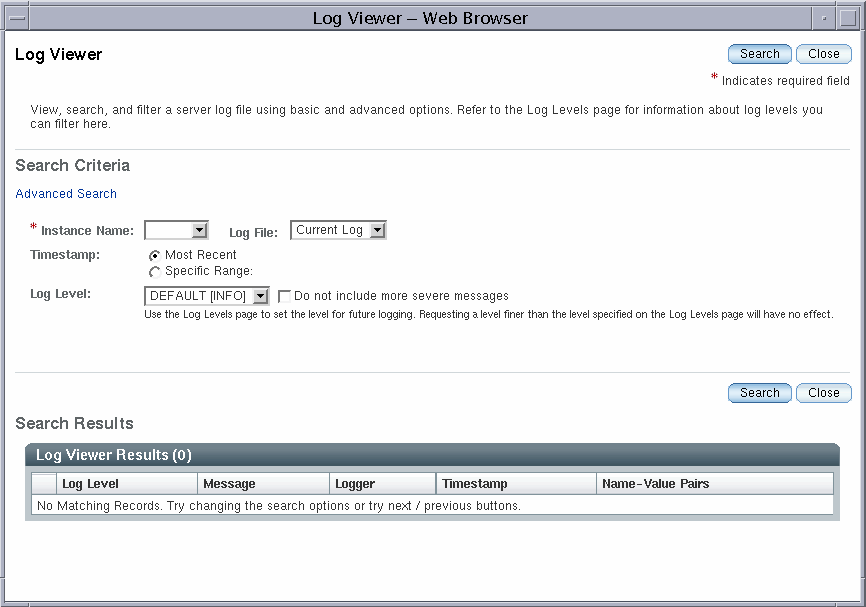 Log Viewer – Web Browser
Log Viewer
Search Close
* Indicates required field
View, search, and filter a server log file using basic and advanced options. Refer to the Log Levels page for information about log levels you
can filter here.
Search Criteria
Advanced Search
* Instance Name: Log File: Current Log
Timestamp: Most Recent
Specific Range:
Log Level: DEFAULT [INFO] Do not include more severe messages
Use the Log Levels page to set the level for future logging. Requesting a level finer than the level specified on the Log Levels page will have no effect.
Search Close
Search Results
Log Viewer Results (0)
Log Level Message Logger Timestamp Name-Value Pairs
No Matching Records. Try changing the search options or try next / previous buttons.